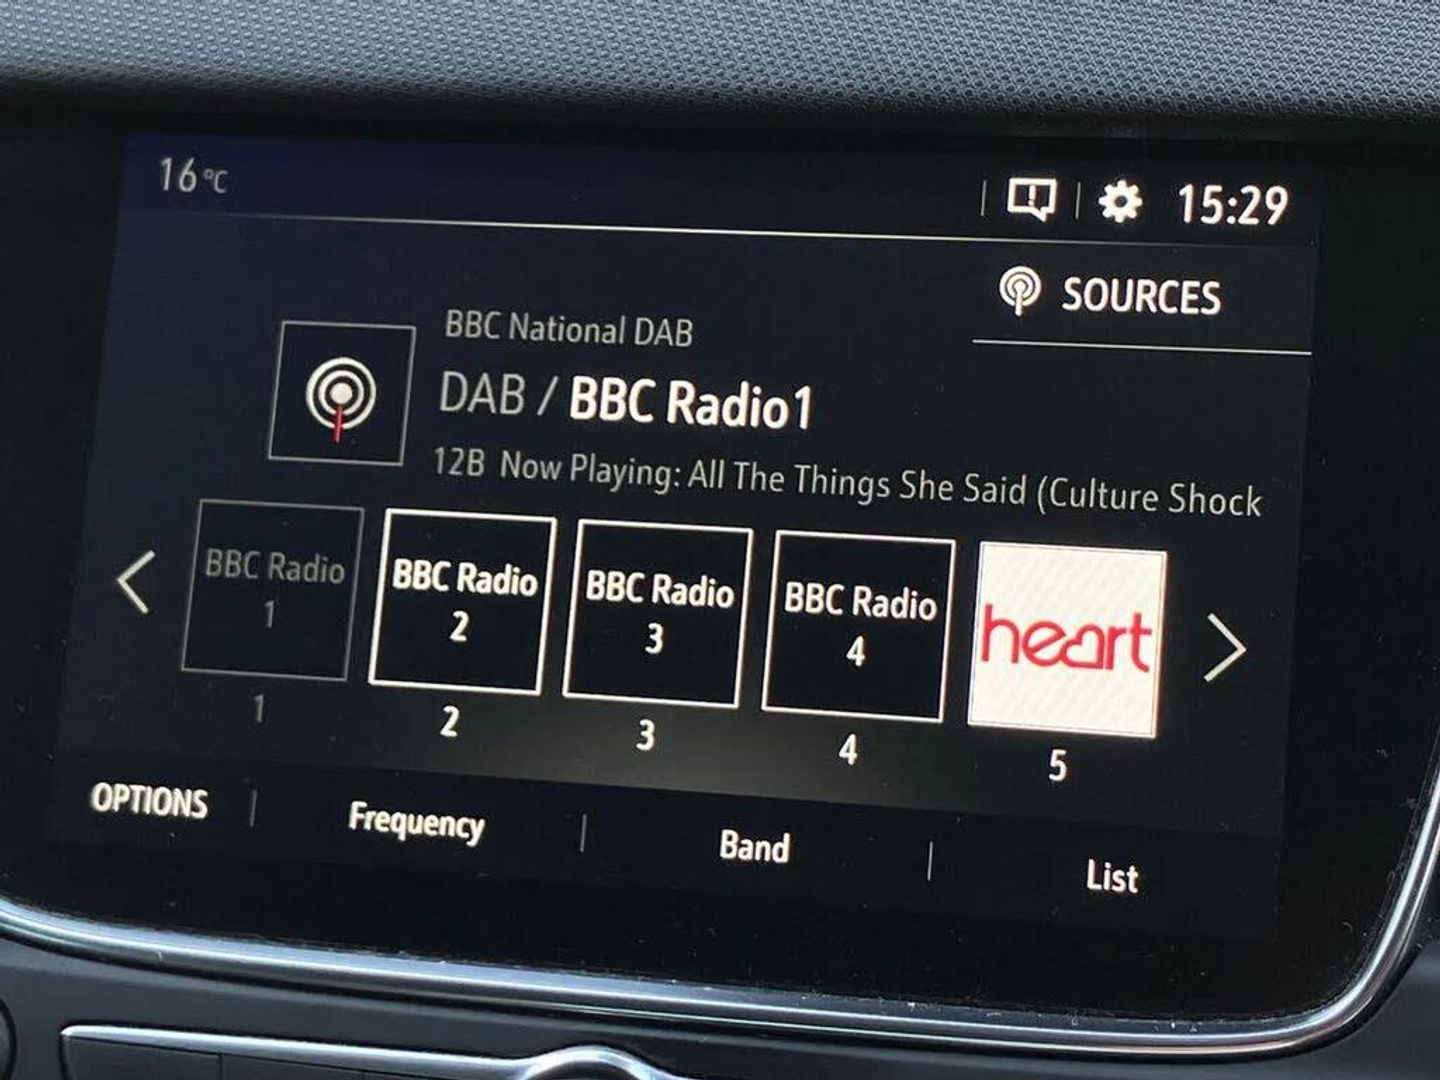 16°C
15:29
SOURCES
BBC National DAB
DAB / BBC Radio1
12B Now Playing: All The Things She Said (Culture Shock
BBC Radio
1
BBC Radio
2
BBC Radio
3
BBC Radio
4
heart
1 2 3 4 5
OPTIONS Frequency Band List